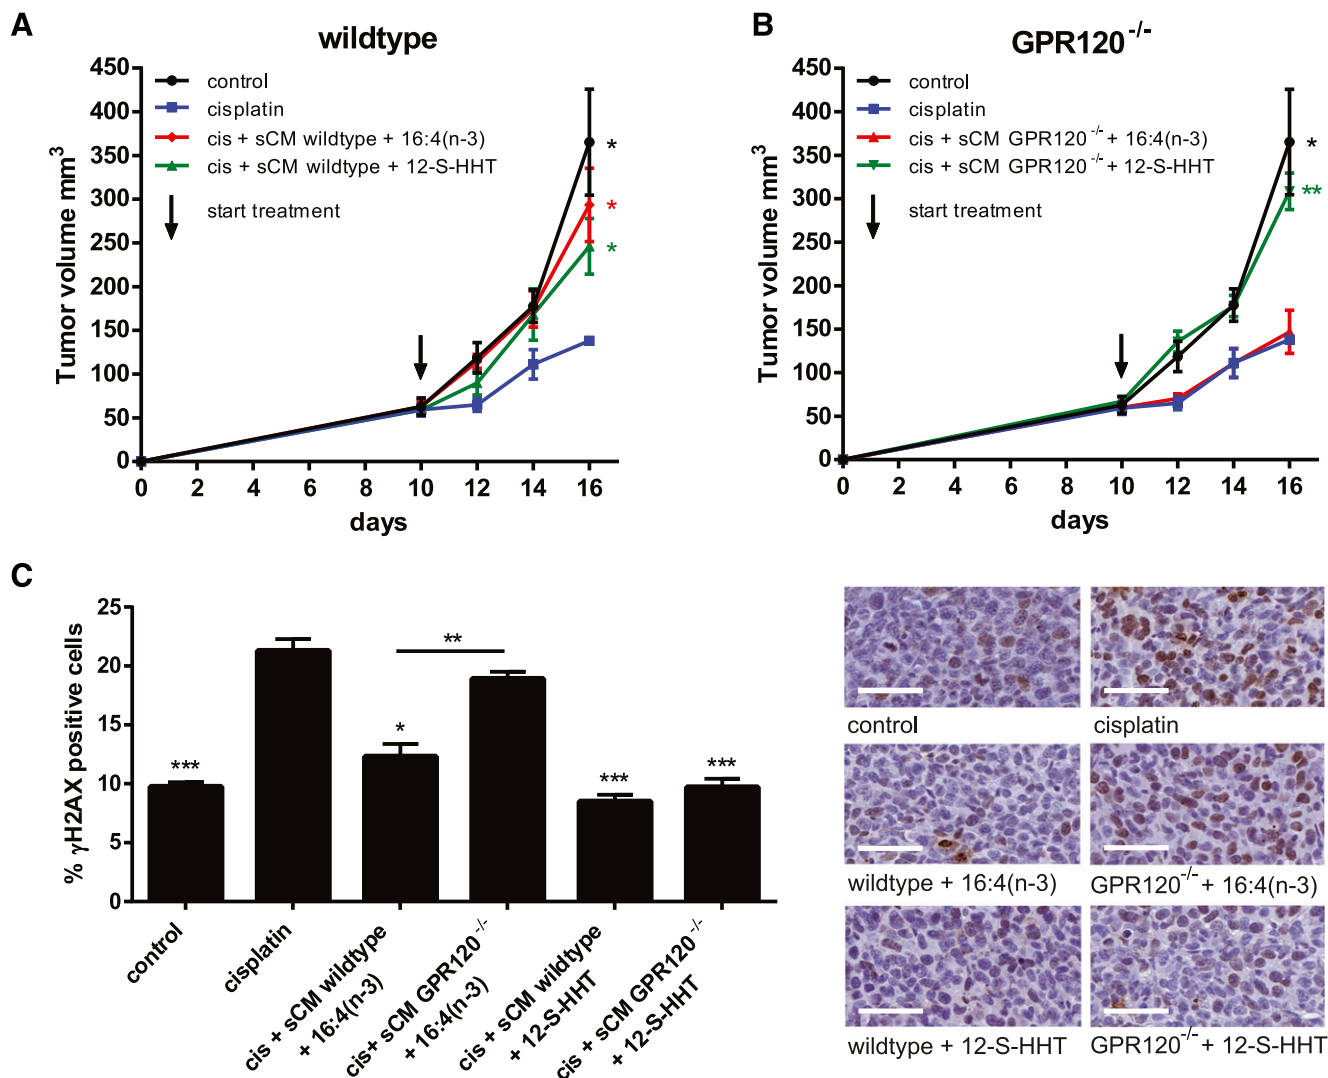 A
wildtype
450
400
350
300
250
200
150
100
50
0
Tumor volume mm³
control
cisplatin
cis + sCM wildtype + 16:4(n-3)
cis + sCM wildtype + 12-S-HHT
start treatment
*
*
*
0 2 4 6 8 10 12 14 16
days
B
GPR120-/-
450
400
350
300
250
200
150
100
50
0
Tumor volume mm³
control
cisplatin
cis + sCM GPR120-/- + 16:4(n-3)
cis + sCM GPR120-/- + 12-S-HHT
start treatment
*
**
0 2 4 6 8 10 12 14 16
days
C
25
20
15
10
5
0
% γH2AX positive cells
***
*
**
***
***
control
cisplatin
cis + sCM wildtype
+ 16:4(n-3)
cis+ sCM GPR120-/-
+ 16:4(n-3)
cis + sCM wildtype
+ 12-S-HHT
cis + sCM GPR120-/-
+ 12-S-HHT
control
cisplatin
wildtype + 16:4(n-3)
GPR120-/- + 16:4(n-3)
wildtype + 12-S-HHT
GPR120-/- + 12-S-HHT